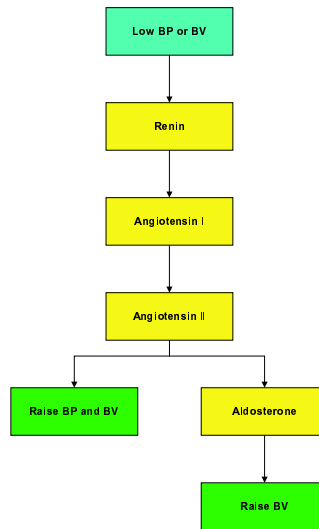 Low BP or BV
Renin
Angiotensin I
Angiotensin II
Raise BP and BV
Aldosterone
Raise BV